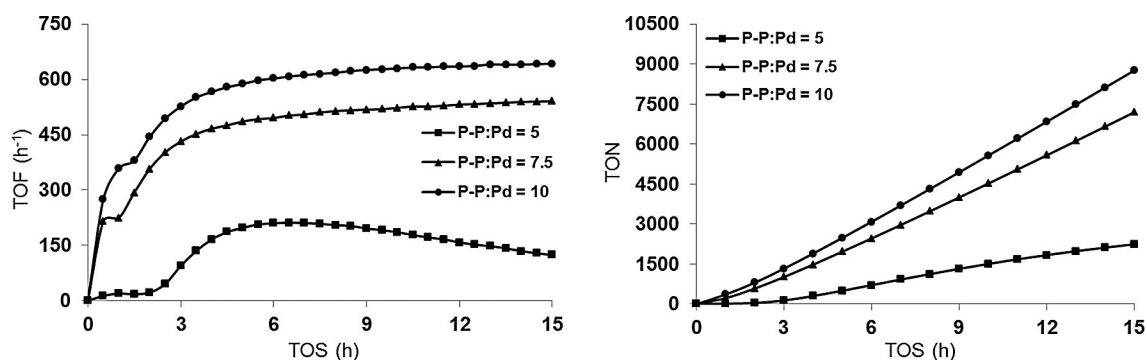 750
600
450
300
150
0
TOF (h⁻¹)
P-P:Pd = 5
P-P:Pd = 7.5
P-P:Pd = 10
0 3 6 9 12 15
TOS (h)
10500
9000
7500
6000
4500
3000
1500
0
TON
P-P:Pd = 5
P-P:Pd = 7.5
P-P:Pd = 10
0 3 6 9 12 15
TOS (h)